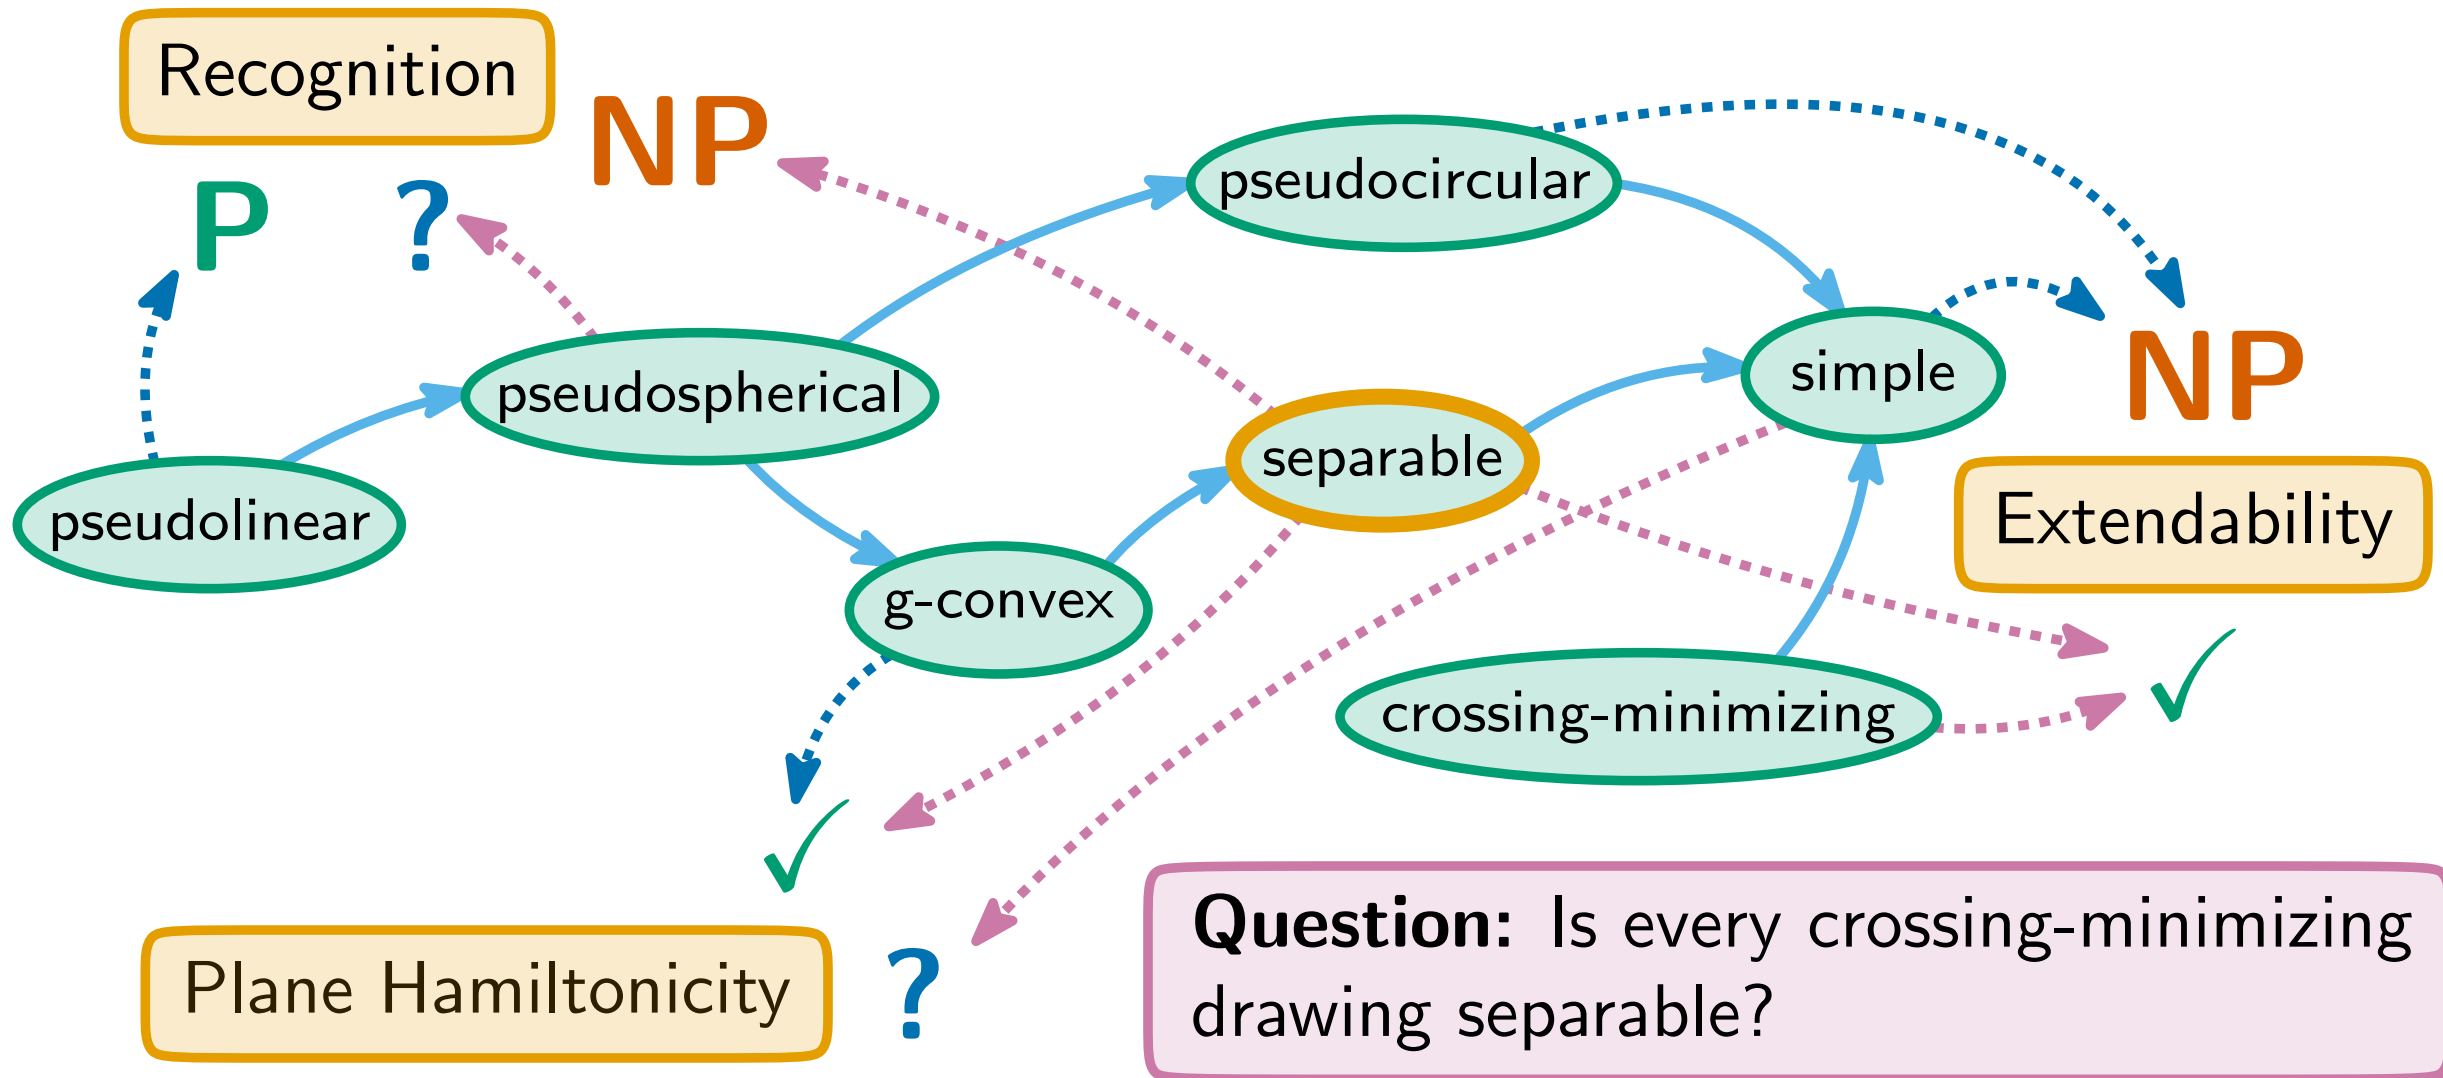 Recognition
NP
P
?
pseudocircular
pseudospherical
simple
NP
separable
pseudolinear
Extendability
g-convex
crossing-minimizing
✓
✓
Plane Hamiltonicity
?
Question: Is every crossing-minimizing
drawing separable?